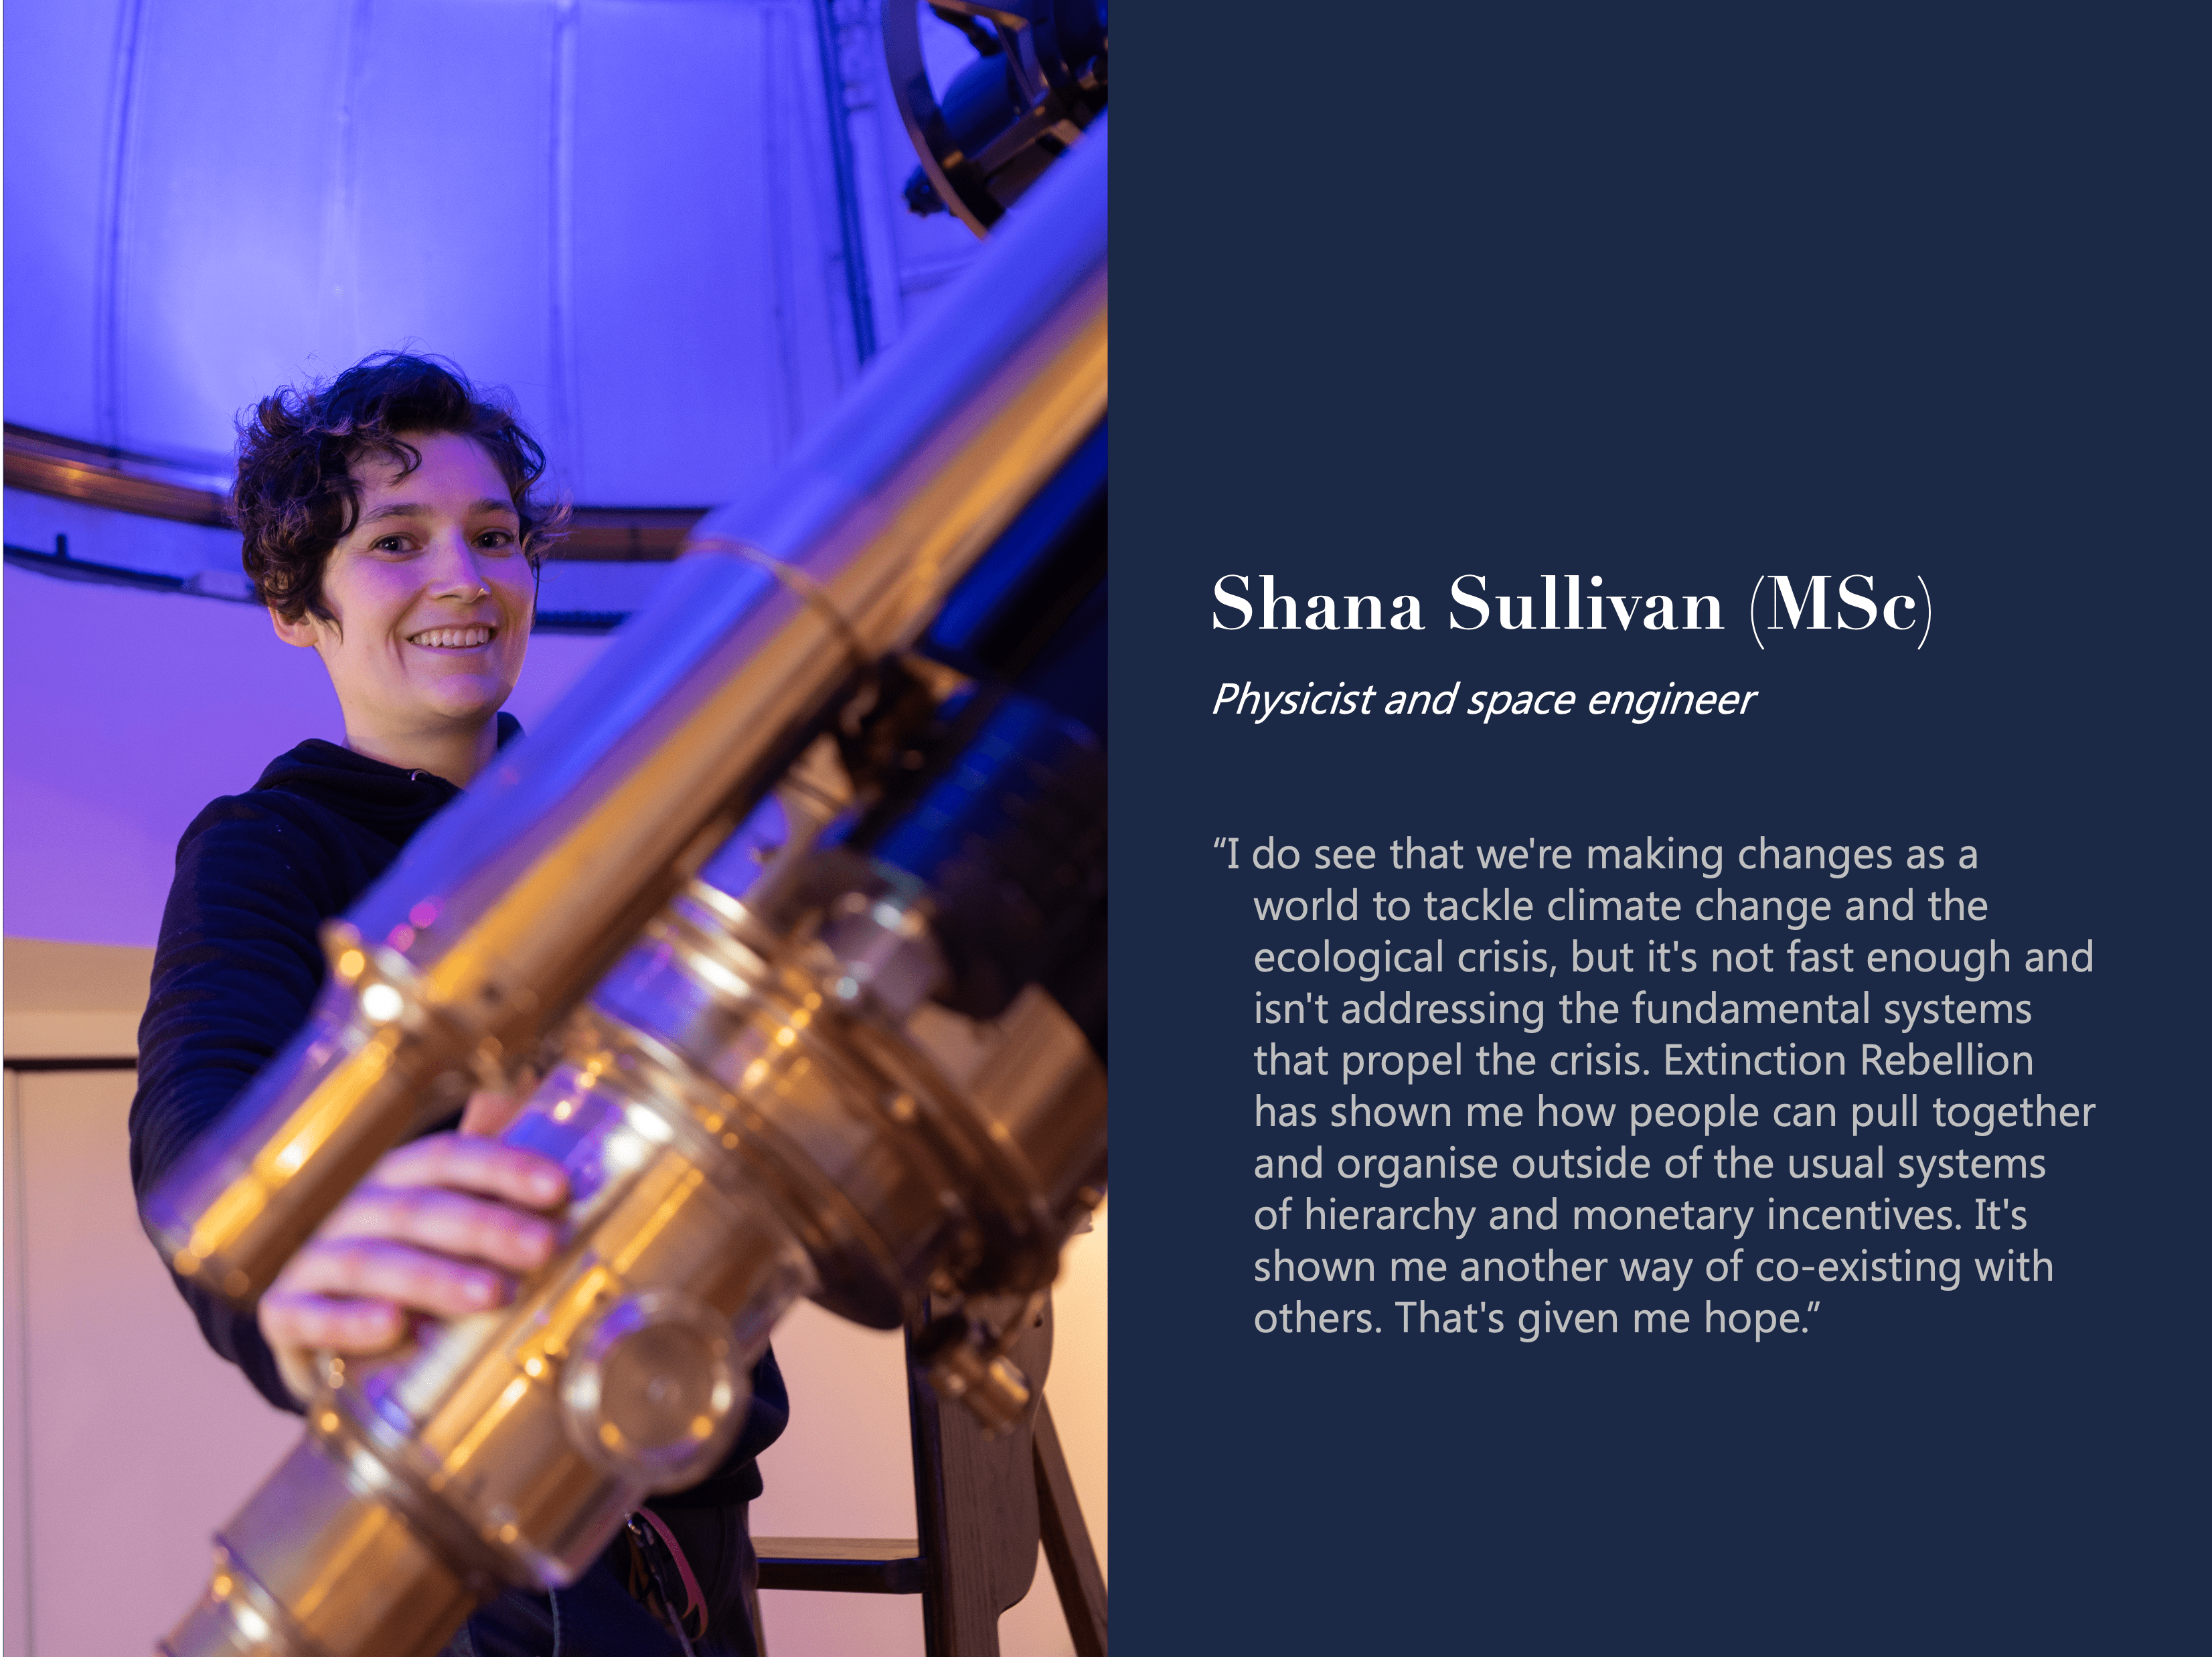 Shana Sullivan (MSc)
Physicist and space engineer
“I do see that we're making changes as a
world to tackle climate change and the
ecological crisis, but it's not fast enough and
isn't addressing the fundamental systems
that propel the crisis. Extinction Rebellion
has shown me how people can pull together
and organise outside of the usual systems
of hierarchy and monetary incentives. It's
shown me another way of co-existing with
others. That's given me hope.”